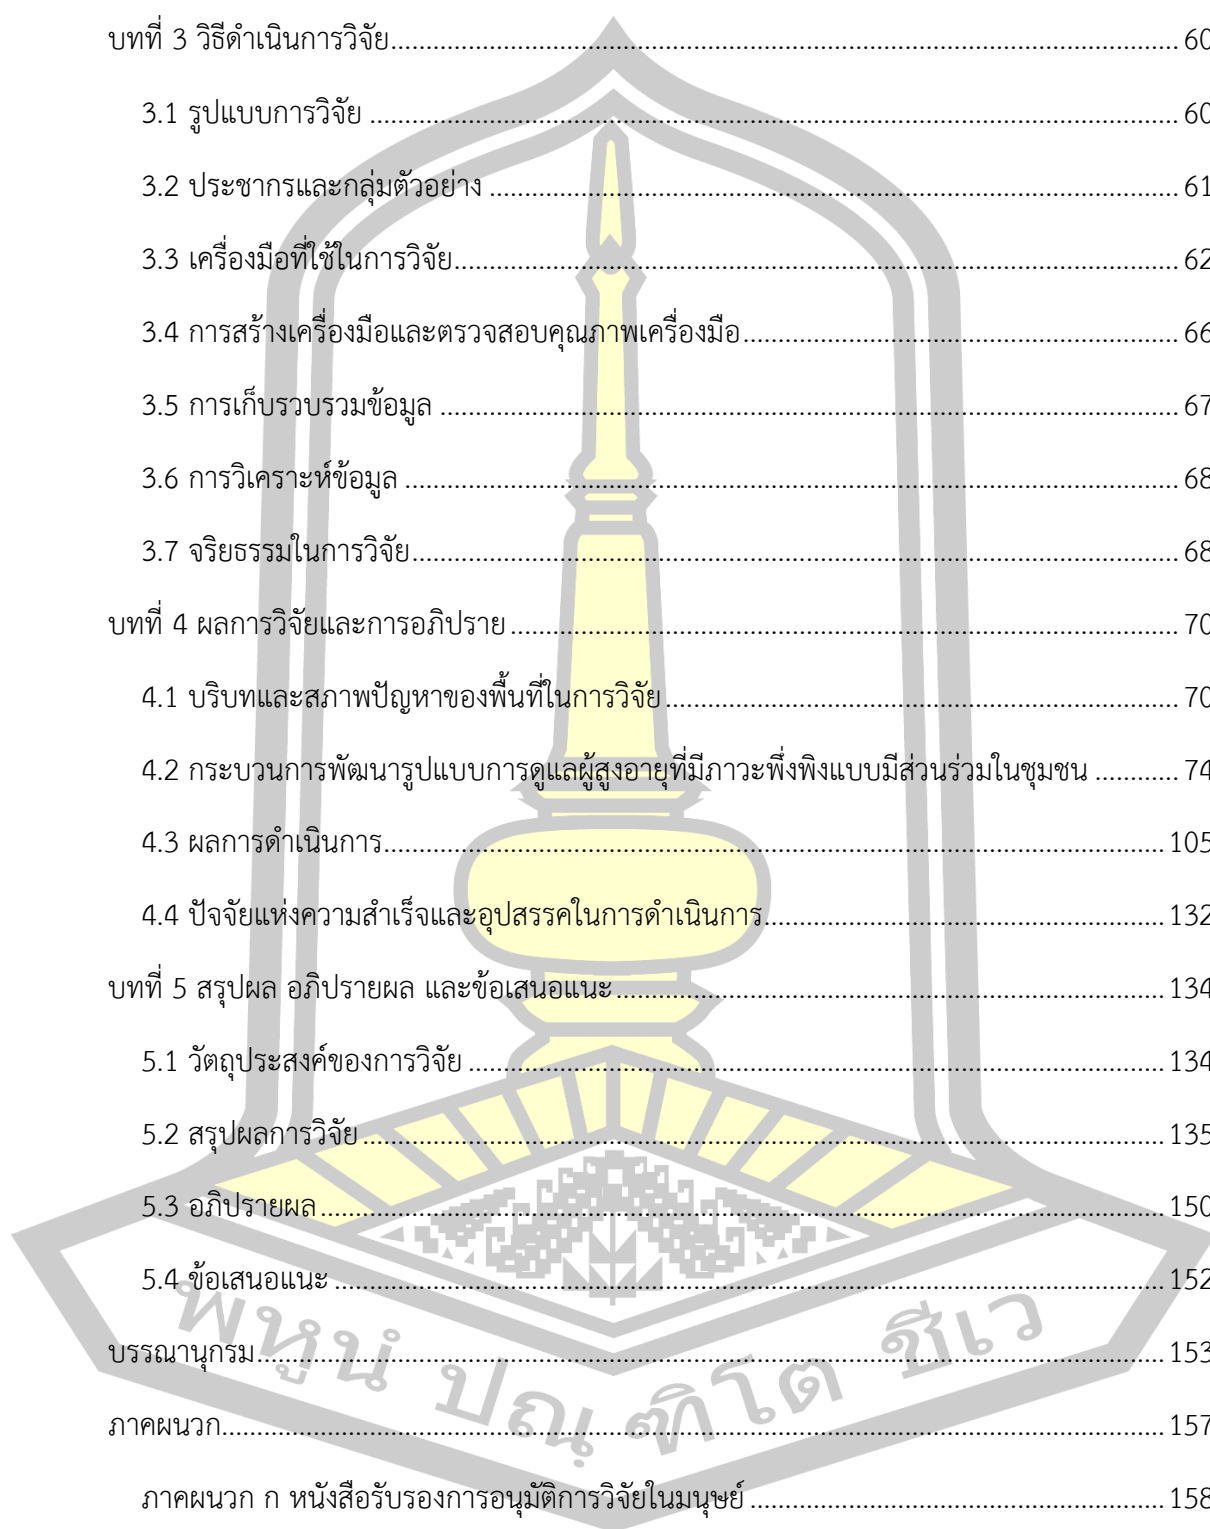 บทที่ 3 วิธีดำเนินการวิจัย........ 60
3.1 รูปแบบการวิจัย ........ 60
3.2 ประชากรและกลุ่มตัวอย่าง ........ 61
3.3 เครื่องมือที่ใช้ในการวิจัย........ 62
3.4 การสร้างเครื่องมือและตรวจสอบคุณภาพเครื่องมือ........ 66
3.5 การเก็บรวบรวมข้อมูล ........ 67
3.6 การวิเคราะห์ข้อมูล ........ 68
3.7 จริยธรรมในการวิจัย........ 68
บทที่ 4 ผลการวิจัยและการอภิปราย ........ 70
4.1 บริบทและสภาพปัญหาของพื้นที่ในการวิจัย ........ 70
4.2 กระบวนการพัฒนารูปแบบการดูแลผู้สูงอายุที่มีภาวะพึ่งพิงแบบมีส่วนร่วมในชุมชน ........ 74
4.3 ผลการดำเนินการ........ 105
4.4 ปัจจัยแห่งความสำเร็จและอุปสรรคในการดำเนินการ........ 132
บทที่ 5 สรุปผล อภิปรายผล และข้อเสนอแนะ ........ 134
5.1 วัตถุประสงค์ของการวิจัย ........ 134
5.2 สรุปผลการวิจัย ........ 135
5.3 อภิปรายผล ........ 150
5.4 ข้อเสนอแนะ ........ 152
บรรณานุกรม........ 153
ภาคผนวก........ 157
ภาคผนวก ก หนังสือรับรองการอนุมัติการวิจัยในมนุษย์ ........ 158
พหูนํ ปณฺฑิโต ชีเว